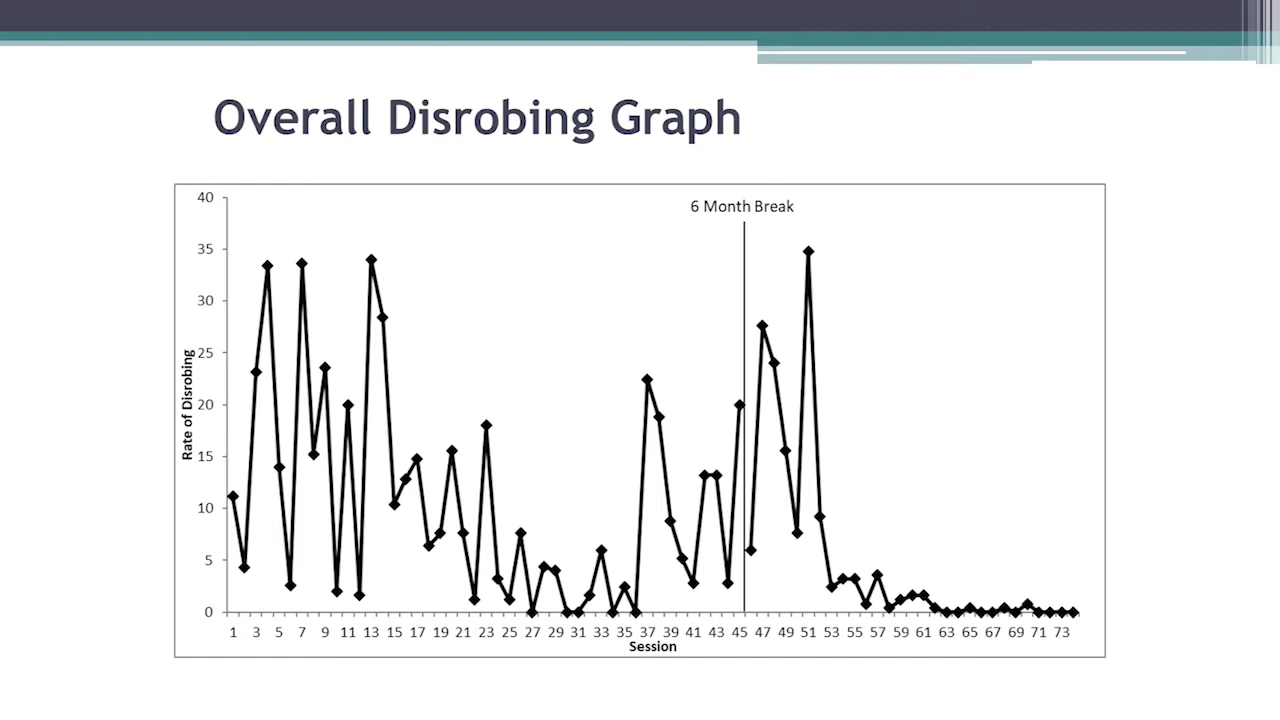 Overall Disrobing Graph
6 Month Break
Rate of Disrobing
40
35
30
25
20
15
10
5
0
1 3 5 7 9 11 13 15 17 19 21 23 25 27 29 31 33 35 37 39 41 43 45 47 49 51 53 55 57 59 61 63 65 67 69 71 73
Session